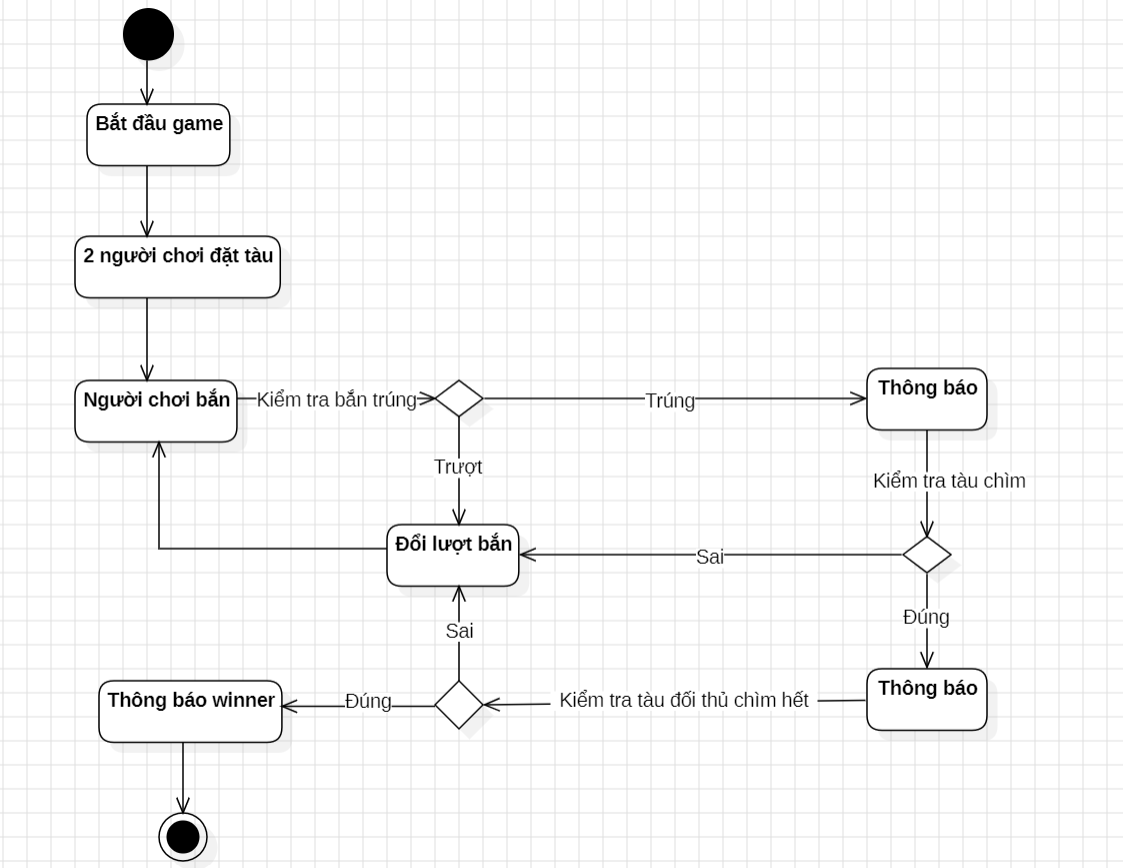 Bắt đầu game
2 người chơi đặt tàu
Người chơi bắn
Kiểm tra bắn trúng
Trúng
Thông báo
Trượt
Kiểm tra tàu chìm
Đổi lượt bắn
Sai
Đúng
Sai
Thông báo winner
Đúng
Kiểm tra tàu đối thủ chìm hết
Thông báo